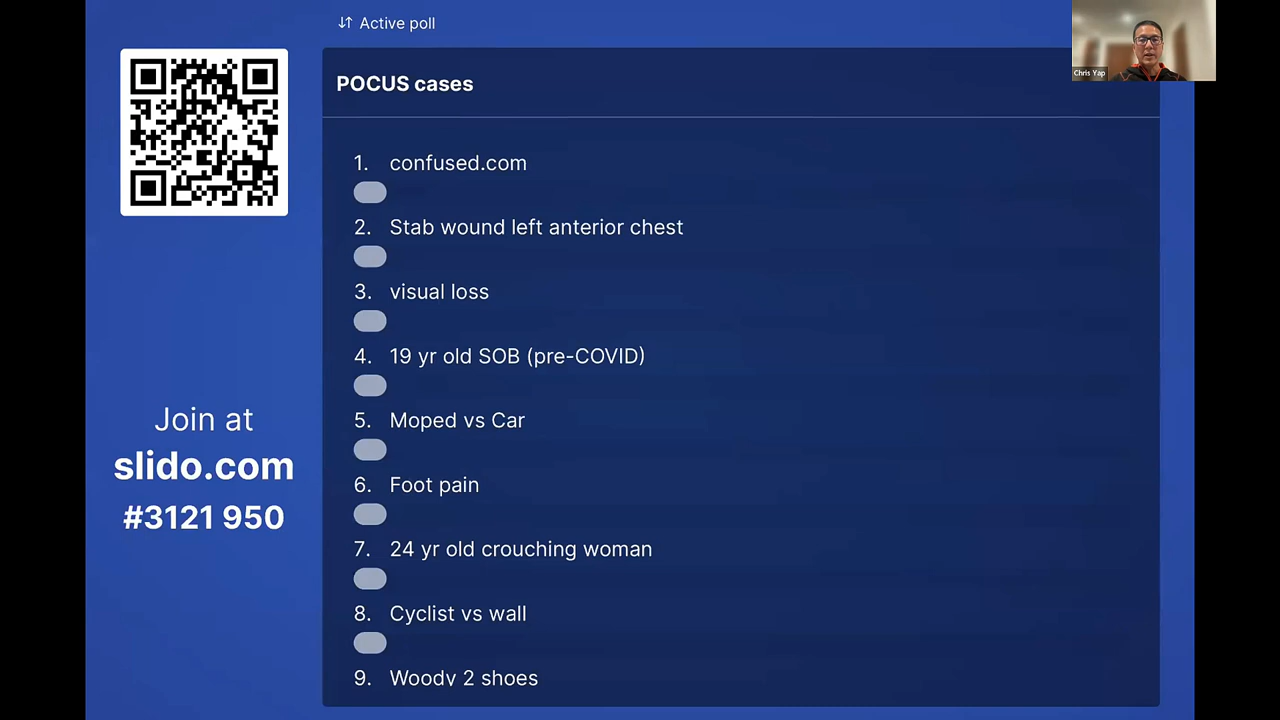 Active poll
POCUS cases
1. confused.com
2. Stab wound left anterior chest
3. visual loss
4. 19 yr old SOB (pre-COVID)
5. Moped vs Car
6. Foot pain
7. 24 yr old crouching woman
8. Cyclist vs wall
9. Woody 2 shoes
Join at
slido.com
#3121 950
Chris Yap